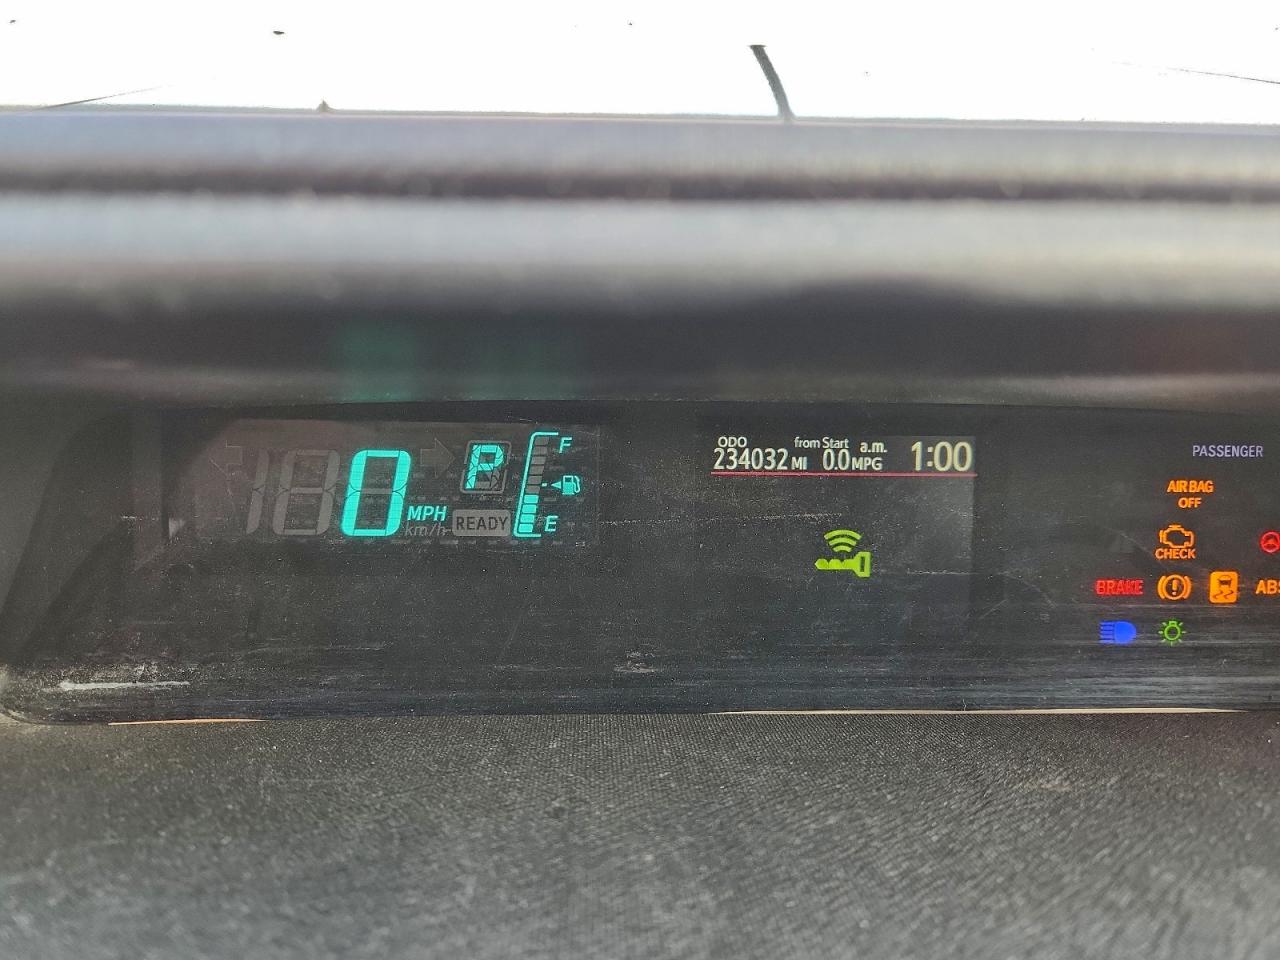 0 MPH
km/h
P
READY
F
E
ODO
234032 MI
from Start
0.0 MPG
a.m.
1:00
PASSENGER
AIR BAG
OFF
CHECK
BRAKE
ABS